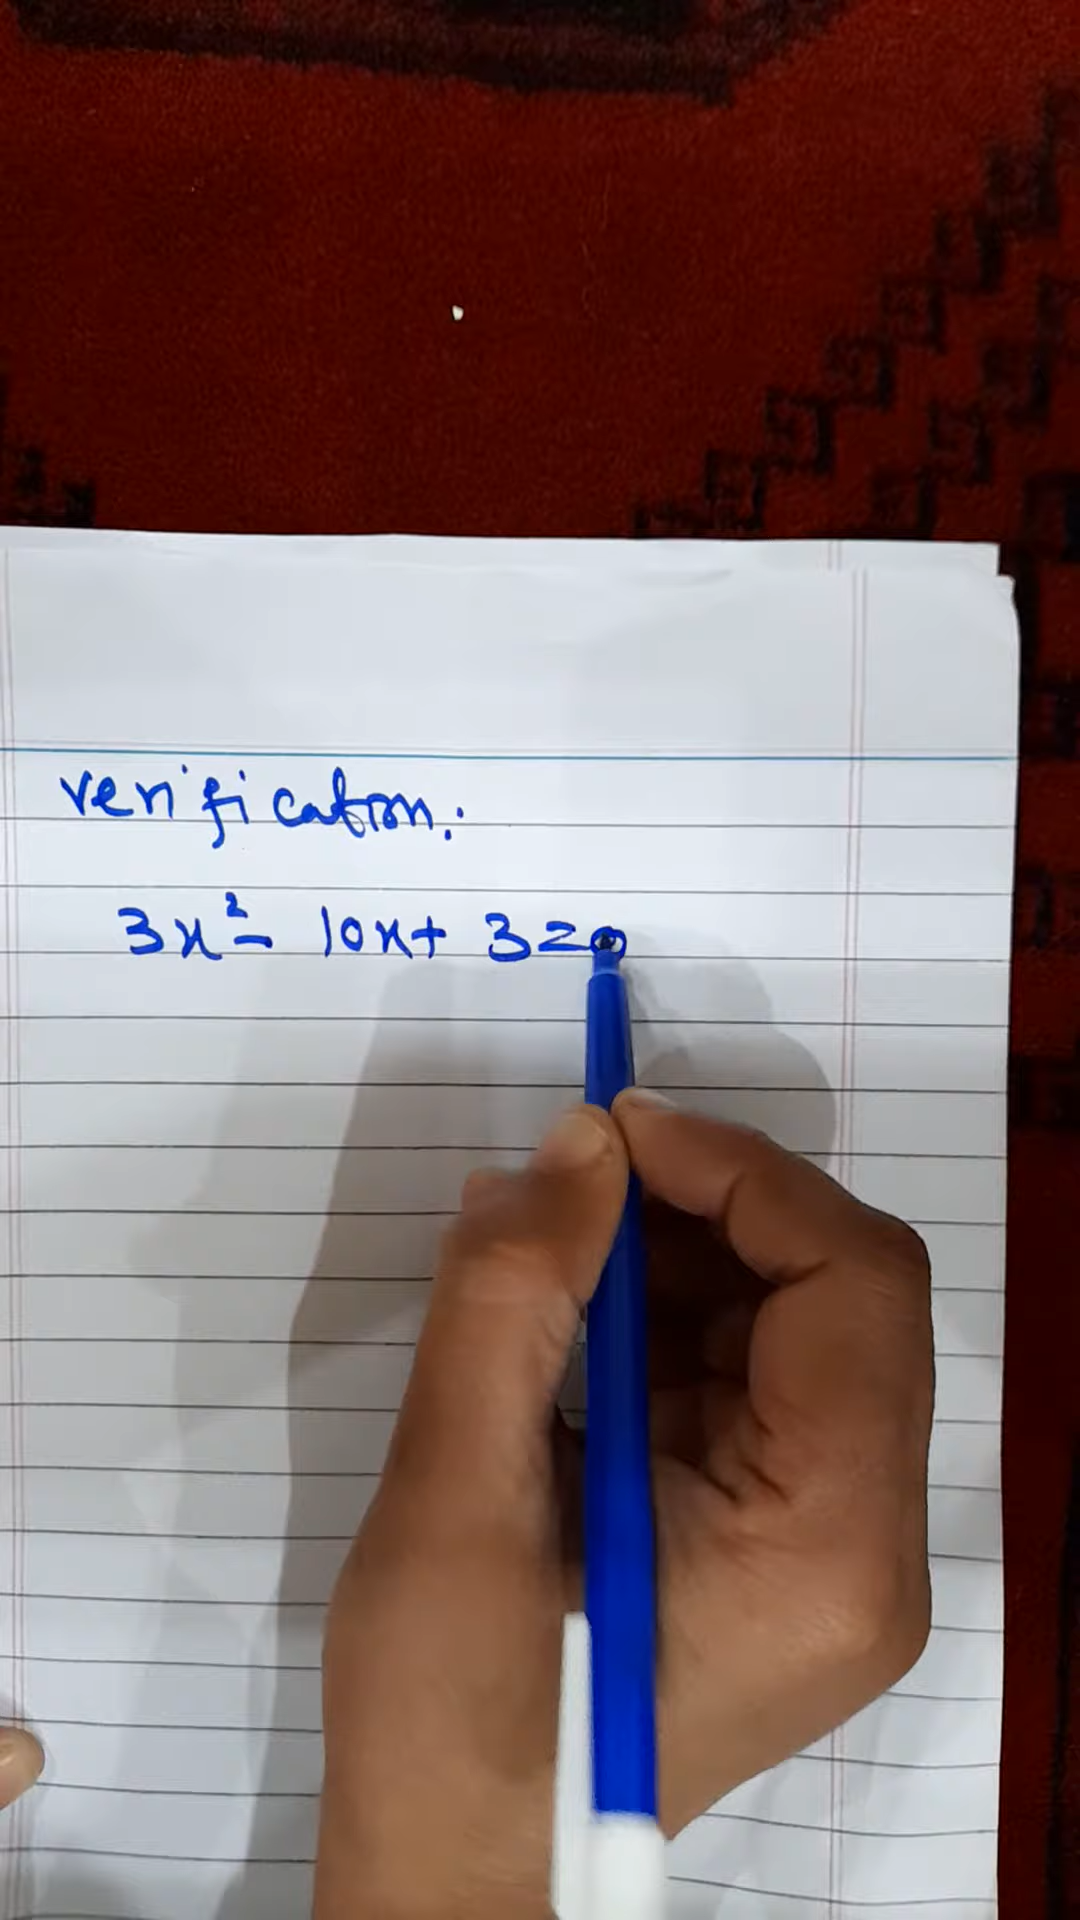 verification:
3x² - 10x + 3 = 0